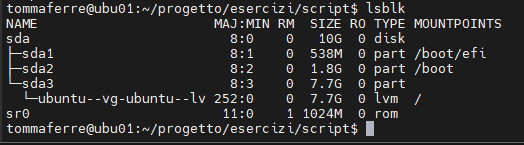 tommaferre@ubu01:~/progetto/esercizi/script$ lsblk
NAME                      MAJ:MIN RM  SIZE RO TYPE MOUNTPOINTS
sda                         8:0    0   10G  0 disk
├─sda1                      8:1    0  538M  0 part /boot/efi
├─sda2                      8:2    0  1.8G  0 part /boot
└─sda3                      8:3    0  7.7G  0 part
  └─ubuntu--vg-ubuntu--lv 252:0    0  7.7G  0 lvm  /
sr0                        11:0    1 1024M  0 rom
tommaferre@ubu01:~/progetto/esercizi/script$